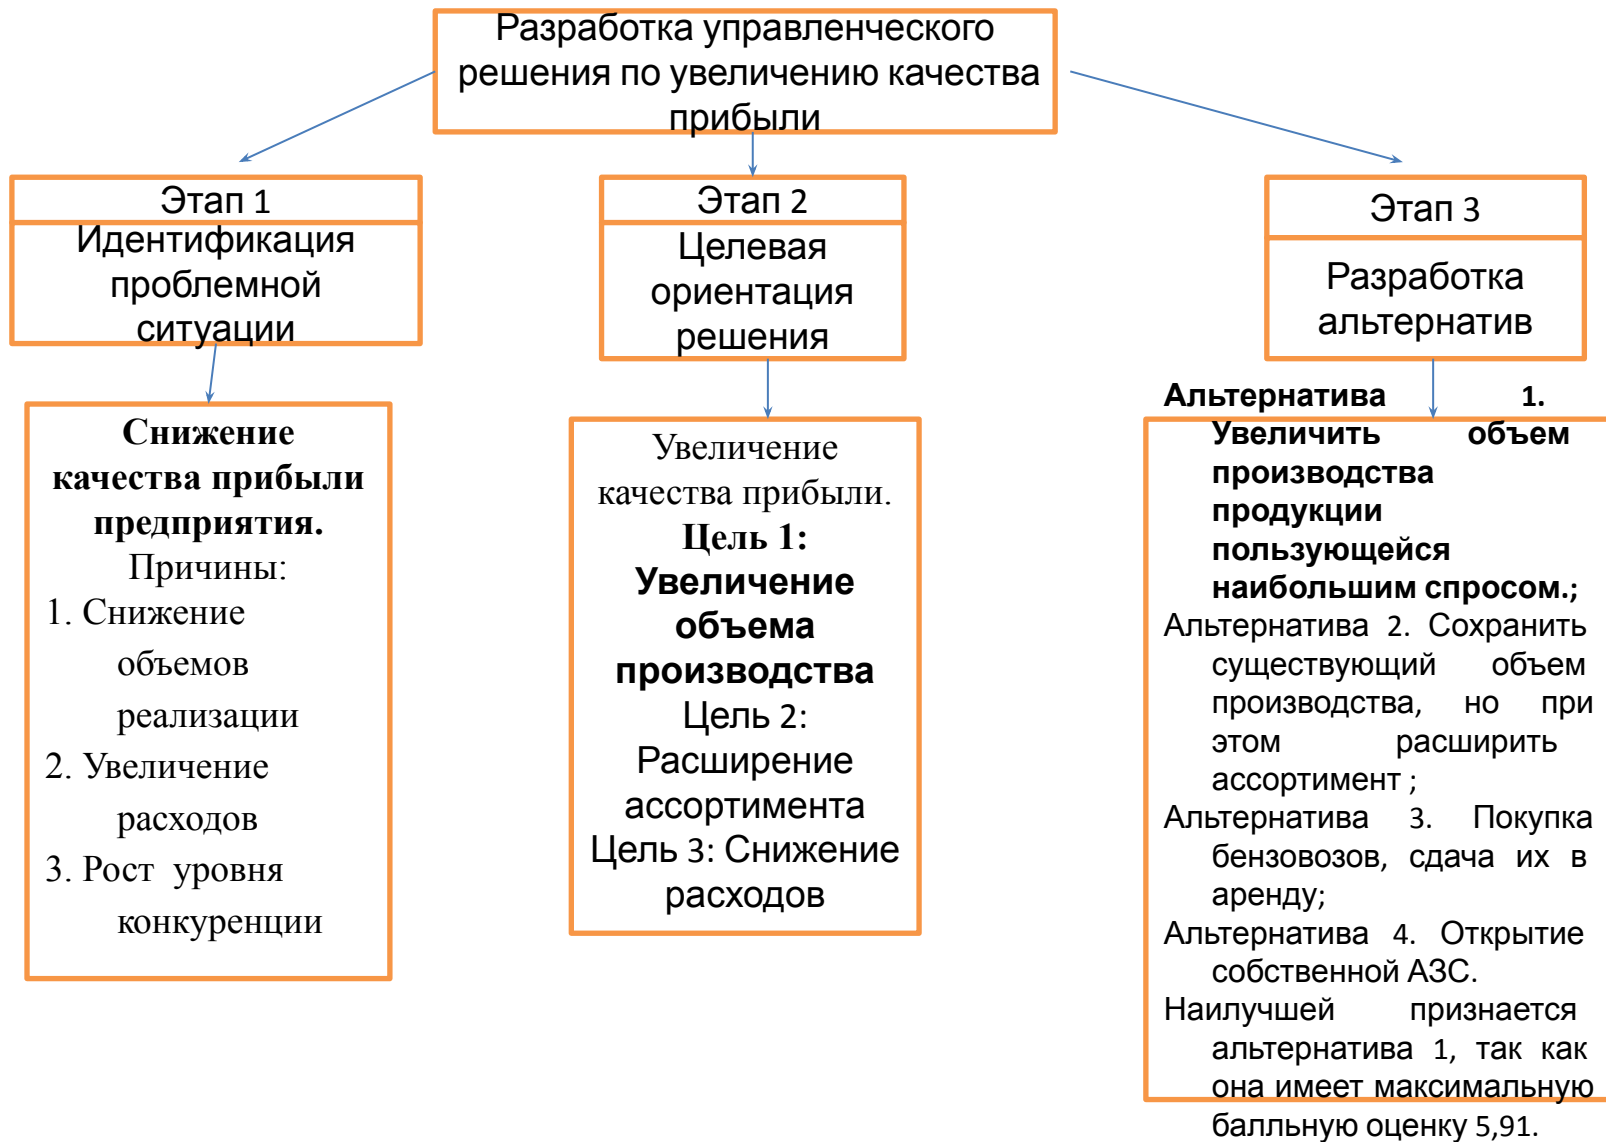 Разработка управленческого
решения по увеличению качества
прибыли
Этап 1
Идентификация
проблемной
ситуации
Снижение
качества прибыли
предприятия.
Причины:
1. Снижение
объемов
реализации
2. Увеличение
расходов
3. Рост уровня
конкуренции
Этап 2
Целевая
ориентация
решения
Увеличение
качества прибыли.
Цель 1:
Увеличение
объема
производства
Цель 2:
Расширение
ассортимента
Цель 3: Снижение
расходов
Этап 3
Разработка
альтернатив
Альтернатива 1.
Увеличить объем
производства
продукции
пользующейся
наибольшим спросом.;
Альтернатива 2. Сохранить
существующий объем
производства, но при
этом расширить
ассортимент ;
Альтернатива 3. Покупка
бензовозов, сдача их в
аренду;
Альтернатива 4. Открытие
собственной АЗС.
Наилучшей признается
альтернатива 1, так как
она имеет максимальную
балльную оценку 5,91.